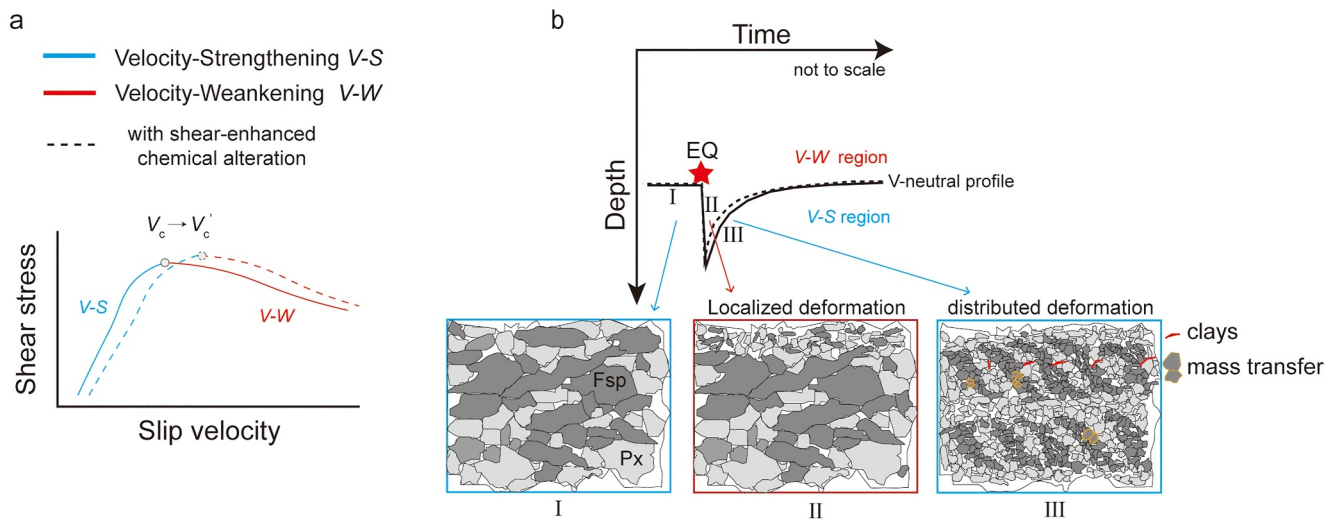 a
Velocity-Strengthening V-S
Velocity-Weankening V-W
with shear-enhanced
chemical alteration
Vc → Vc'
V-S
V-W
Shear stress
Slip velocity
b
Time
not to scale
Depth
EQ
V-W region
V-neutral profile
V-S region
I
II
III
Localized deformation
distributed deformation
Fsp
Px
clays
mass transfer
I
II
III